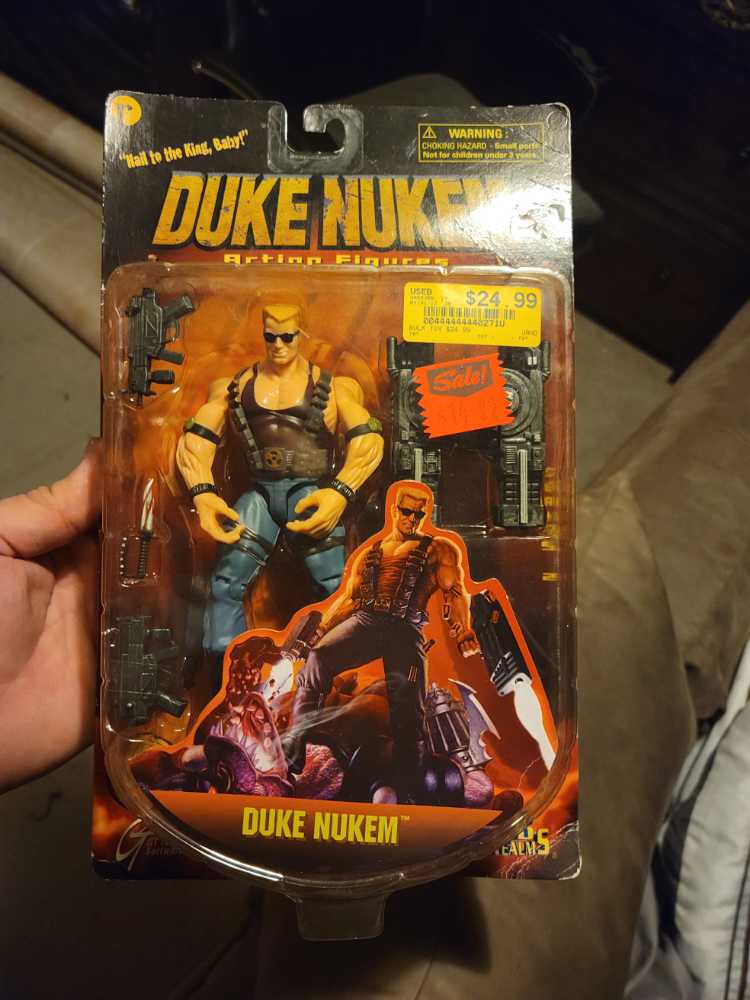 "Hail to the King, Baby!"
WARNING:
CHOKING HAZARD - Small parts
Not for children under 3 years.
DUKE NUKEM
Action Figures
USED
$24.99
Sale!
DUKE NUKEM™
REALMS®